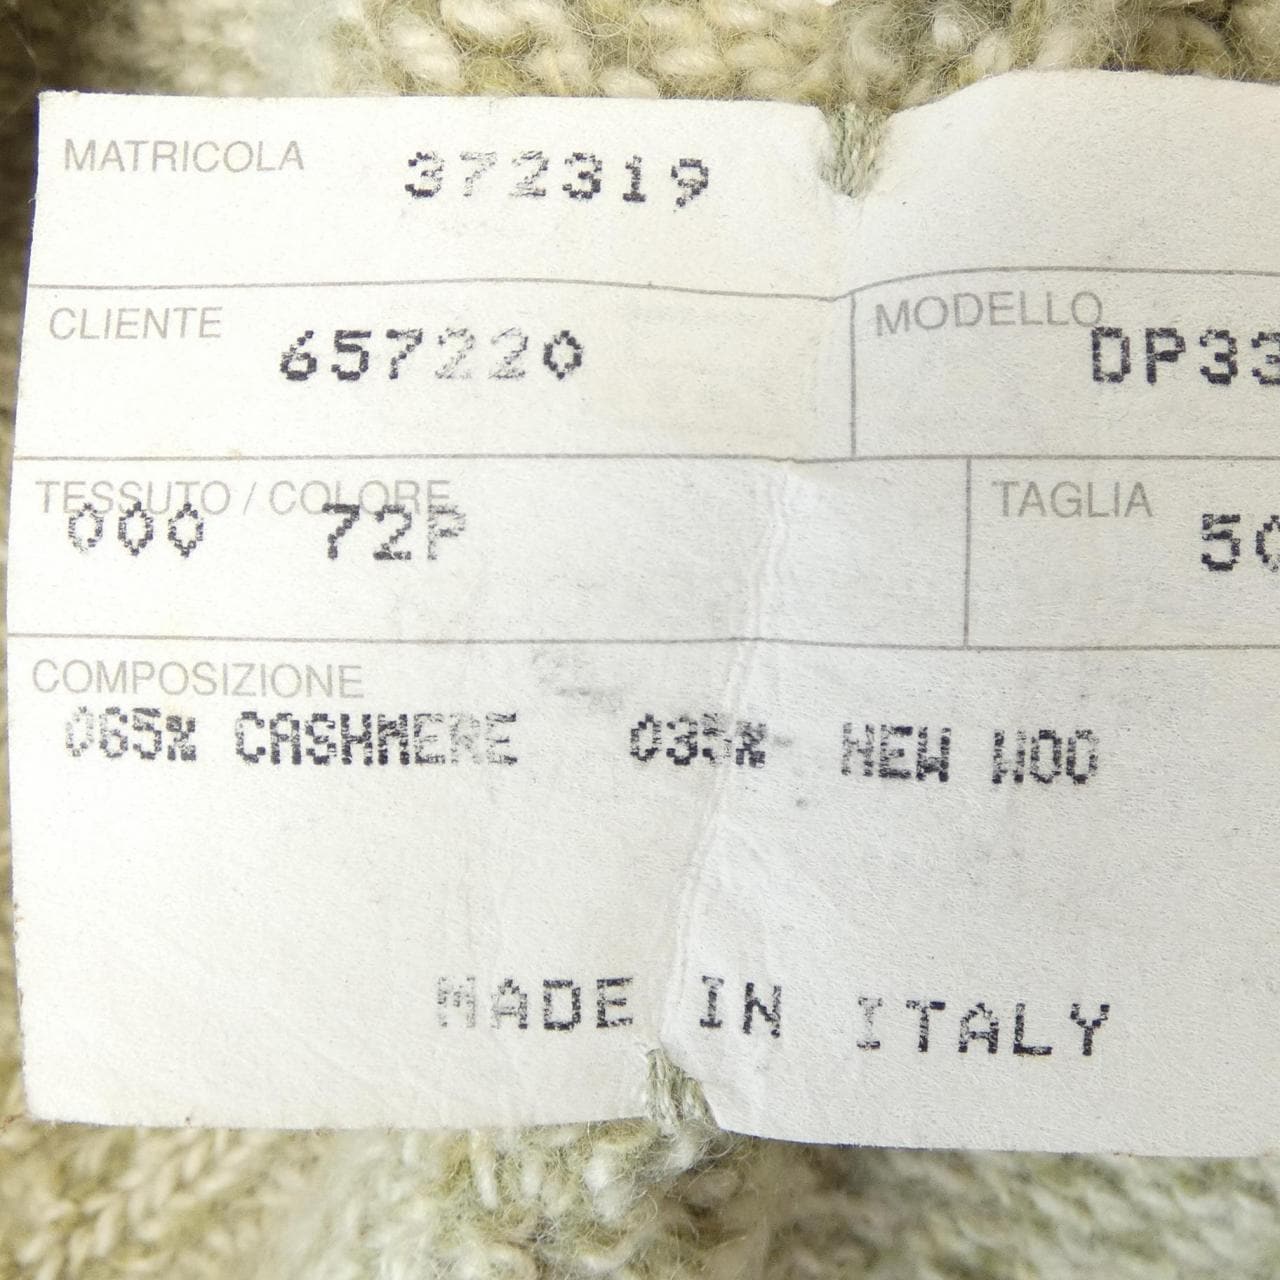 MATRICOLA 372319
CLIENTE 657220 MODELLO DP33
TESSUTO / COLORE TAGLIA
000 72P 50
COMPOSIZIONE
065% CASHMERE 035% NEW WOO
MADE IN ITALY